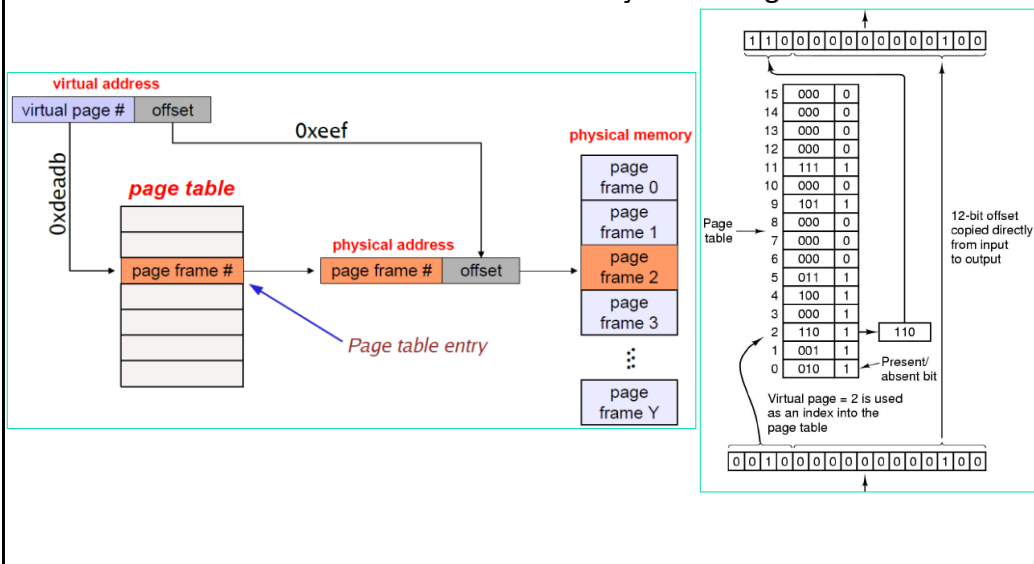 virtual address
virtual page #
offset
0xeef
0xdeadb
page table
page frame #
Page table entry
physical address
page frame #
offset
physical memory
page
frame 0
page
frame 1
page
frame 2
page
frame 3
page
frame Y
1 1 0 0 0 0 0 0 0 0 0 0 1 0 0
15 000 0
14 000 0
13 000 0
12 000 0
11 111 1
10 000 0
9 101 1
8 000 0
7 000 0
6 000 0
5 011 1
4 100 1
3 000 1
2 110 1
1 001 1
0 010 1
Page
table
110
Present/
absent bit
12-bit offset
copied directly
from input
to output
Virtual page = 2 is used
as an index into the
page table
0 0 1 0 0 0 0 0 0 0 0 0 0 1 0 0